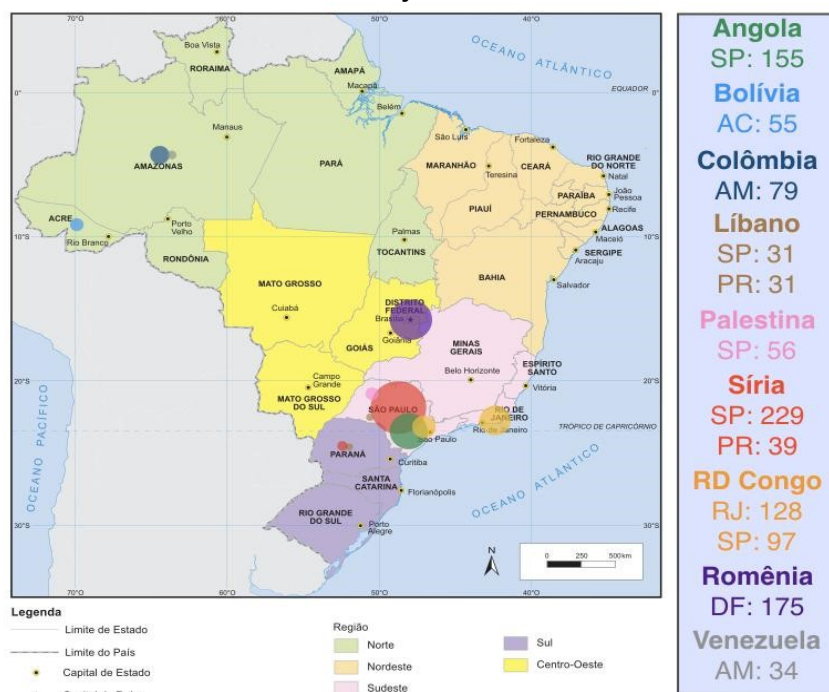 70°O
60°O
50°O
40°O
OCEANO ATLÂNTICO
Boa Vista
RORAIMA
AMAPÁ
Macapá
EQUADOR
0°
Belém
Manaus
São Luís
Fortaleza
AMAZONAS
PARÁ
MARANHÃO
CEARÁ
RIO GRANDE
DO NORTE
Teresina
Natal
PARAÍBA
João
Pessoa
PIAUÍ
PERNAMBUCO
Recife
ACRE
Porto
Velho
Palmas
ALAGOAS
Maceió
Rio Branco
10°S
RONDÔNIA
TOCANTINS
SERGIPE
Aracaju
BAHIA
MATO GROSSO
Salvador
DISTRITO
FEDERAL
Cuiabá
Brasília
Goiânia
GOIÁS
MINAS
GERAIS
Campo
Grande
Belo Horizonte
ESPÍRITO
SANTO
20°S
Vitória
MATO GROSSO
DO SUL
SÃO PAULO
RIO DE
JANEIRO
Rio de Janeiro
TRÓPICO DE CAPRICÓRNIO
São Paulo
PARANÁ
Curitiba
OCEANO PACÍFICO
SANTA
CATARINA
Florianópolis
OCEANO ATLÂNTICO
RIO GRANDE
DO SUL
Porto
Alegre
30°S
N
0 250 500km
70°O
60°O
50°O
40°O
Legenda
Limite de Estado
Limite do País
Capital de Estado
Região
Norte
Nordeste
Sudeste
Sul
Centro-Oeste
Angola
SP: 155
Bolívia
AC: 55
Colômbia
AM: 79
Líbano
SP: 31
PR: 31
Palestina
SP: 56
Síria
SP: 229
PR: 39
RD Congo
RJ: 128
SP: 97
Romênia
DF: 175
Venezuela
AM: 34